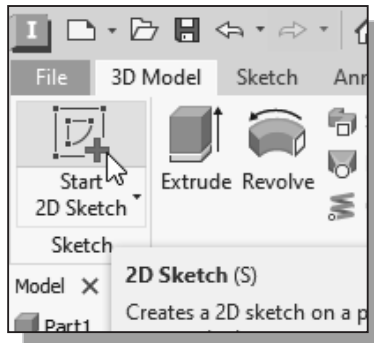 I
File 3D Model Sketch Ann
Start
2D Sketch
Extrude Revolve
Sketch
Model X
2D Sketch (S)
Part1
Creates a 2D sketch on a p